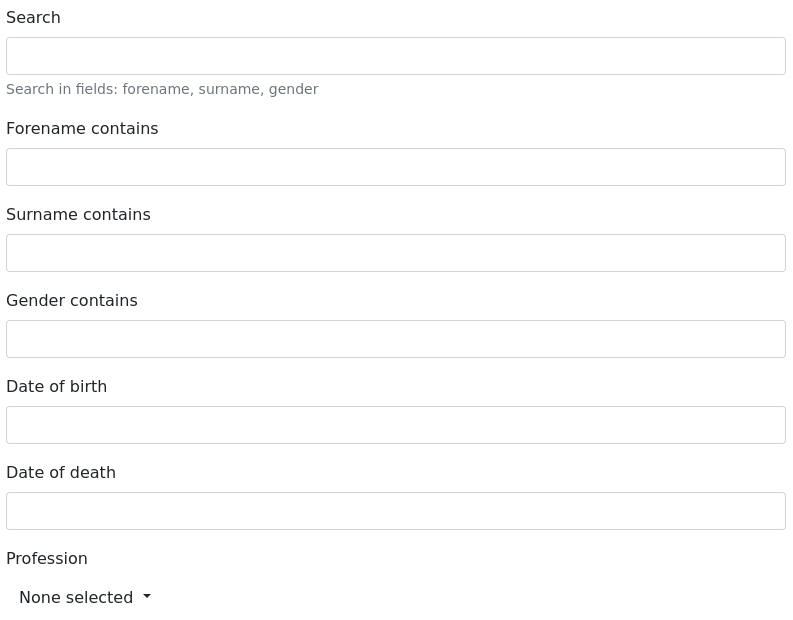 Search
Search in fields: forename, surname, gender
Forename contains
Surname contains
Gender contains
Date of birth
Date of death
Profession
None selected